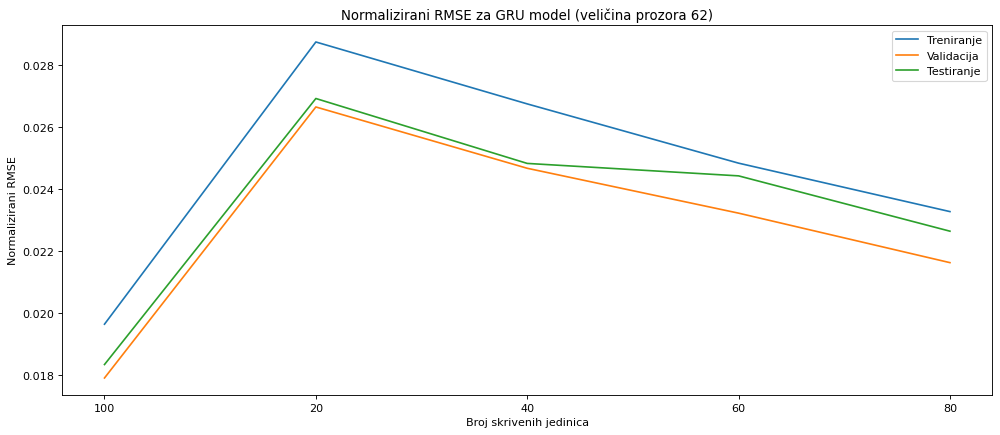 Normalizirani RMSE za GRU model (veličina prozora 62)
Treniranje
Validacija
Testiranje
Normalizirani RMSE
0.028
0.026
0.024
0.022
0.020
0.018
100
20
40
60
80
Broj skrivenih jedinica